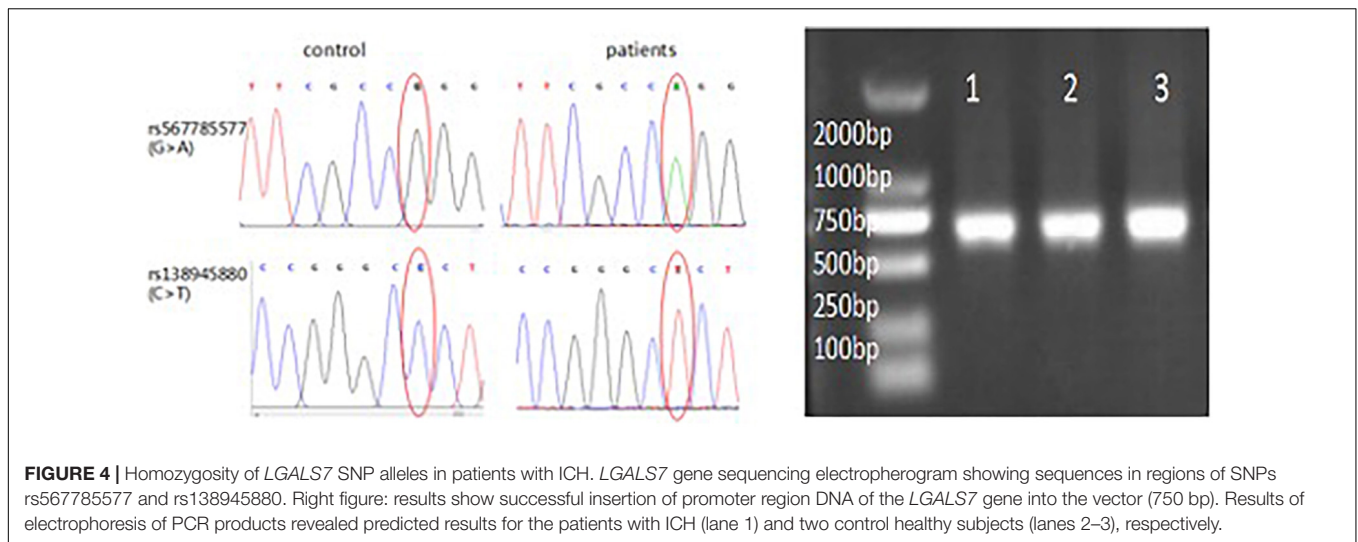 control
patients
T T C G C C G G G
T T C G C C A G G
rs567785577
(G>A)
rs138945880
(C>T)
C C G G G C C C T
C C G G G C T C T
1 2 3
2000bp
1000bp
750bp
500bp
250bp
100bp
FIGURE 4 | Homozygosity of LGALS7 SNP alleles in patients with ICH. LGALS7 gene sequencing electropherogram showing sequences in regions of SNPs
rs567785577 and rs138945880. Right figure: results show successful insertion of promoter region DNA of the LGALS7 gene into the vector (750 bp). Results of
electrophoresis of PCR products revealed predicted results for the patients with ICH (lane 1) and two control healthy subjects (lanes 2–3), respectively.